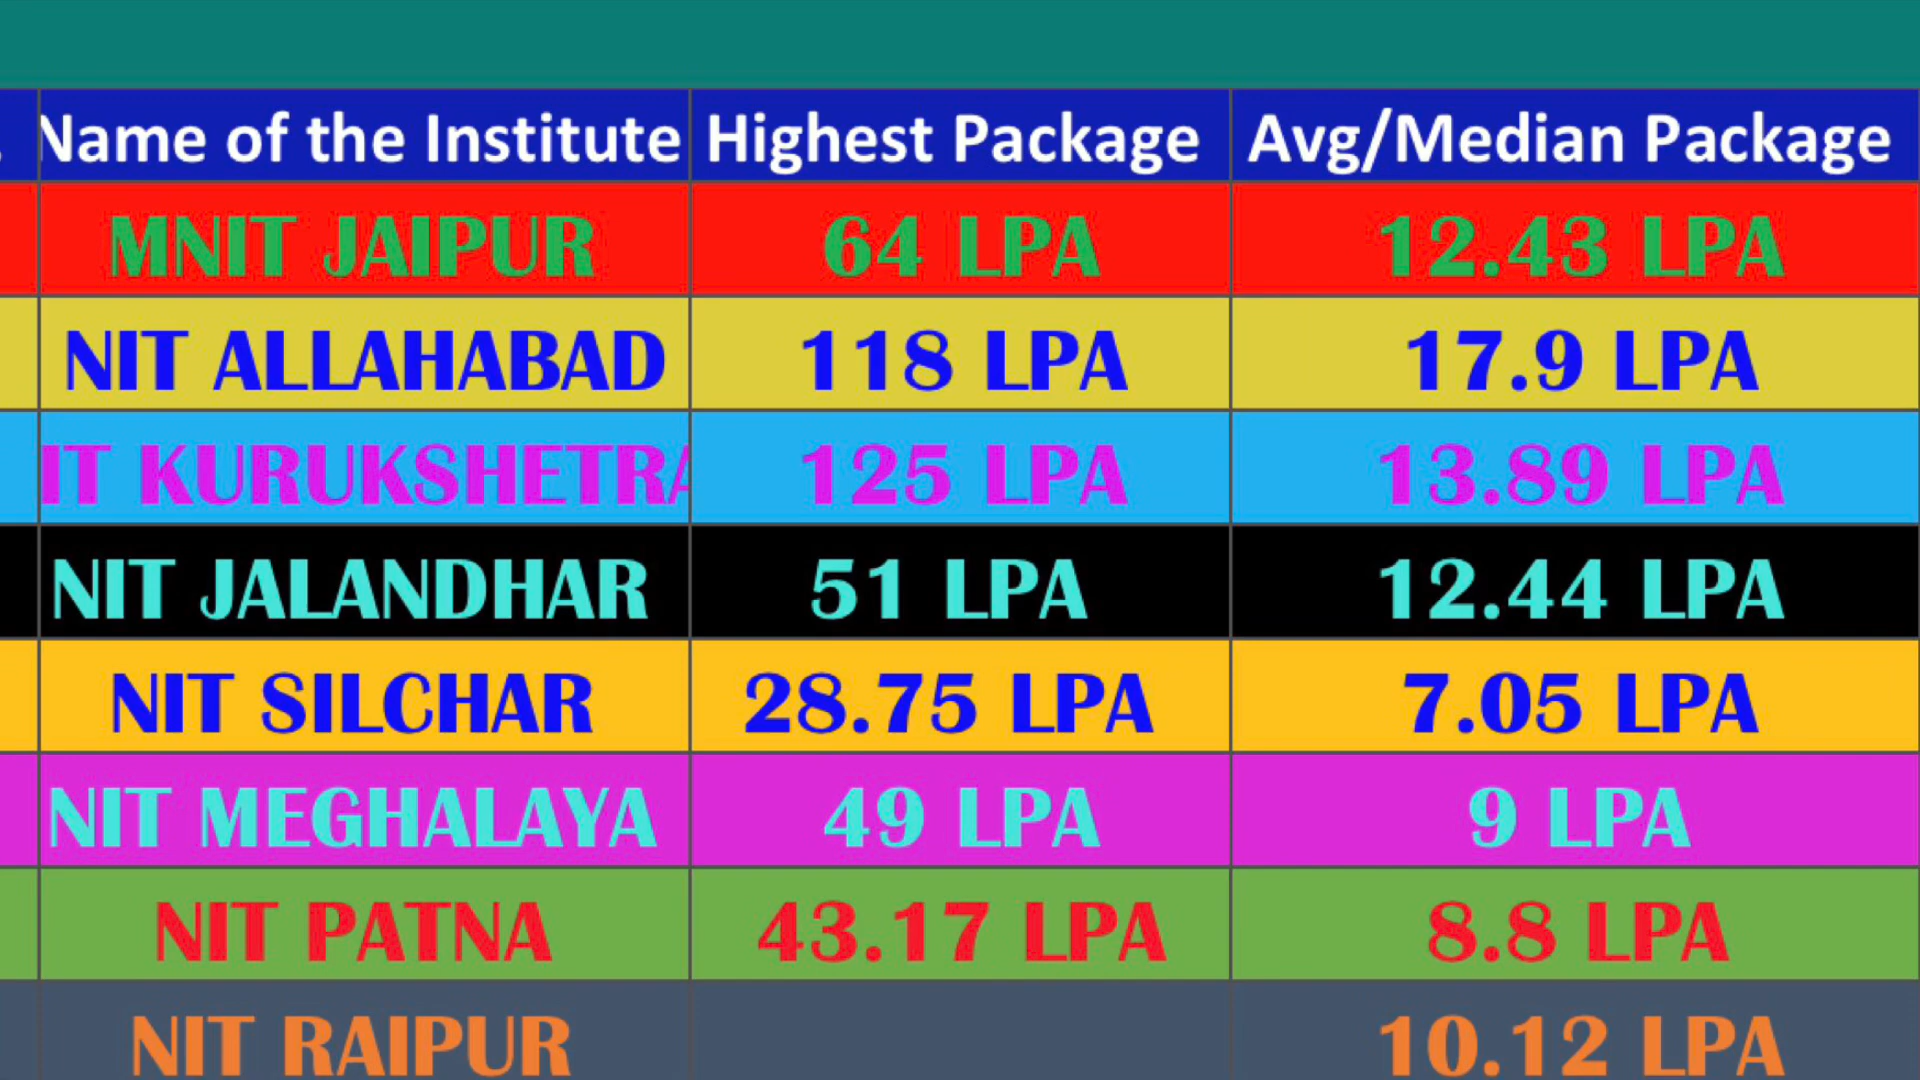 Name of the Institute Highest Package Avg/Median Package
MNIT JAIPUR 64 LPA 12.43 LPA
NIT ALLAHABAD 118 LPA 17.9 LPA
IT KURUKSHETRA 125 LPA 13.89 LPA
NIT JALANDHAR 51 LPA 12.44 LPA
NIT SILCHAR 28.75 LPA 7.05 LPA
NIT MEGHALAYA 49 LPA 9 LPA
NIT PATNA 43.17 LPA 8.8 LPA
NIT RAIPUR 10.12 LPA